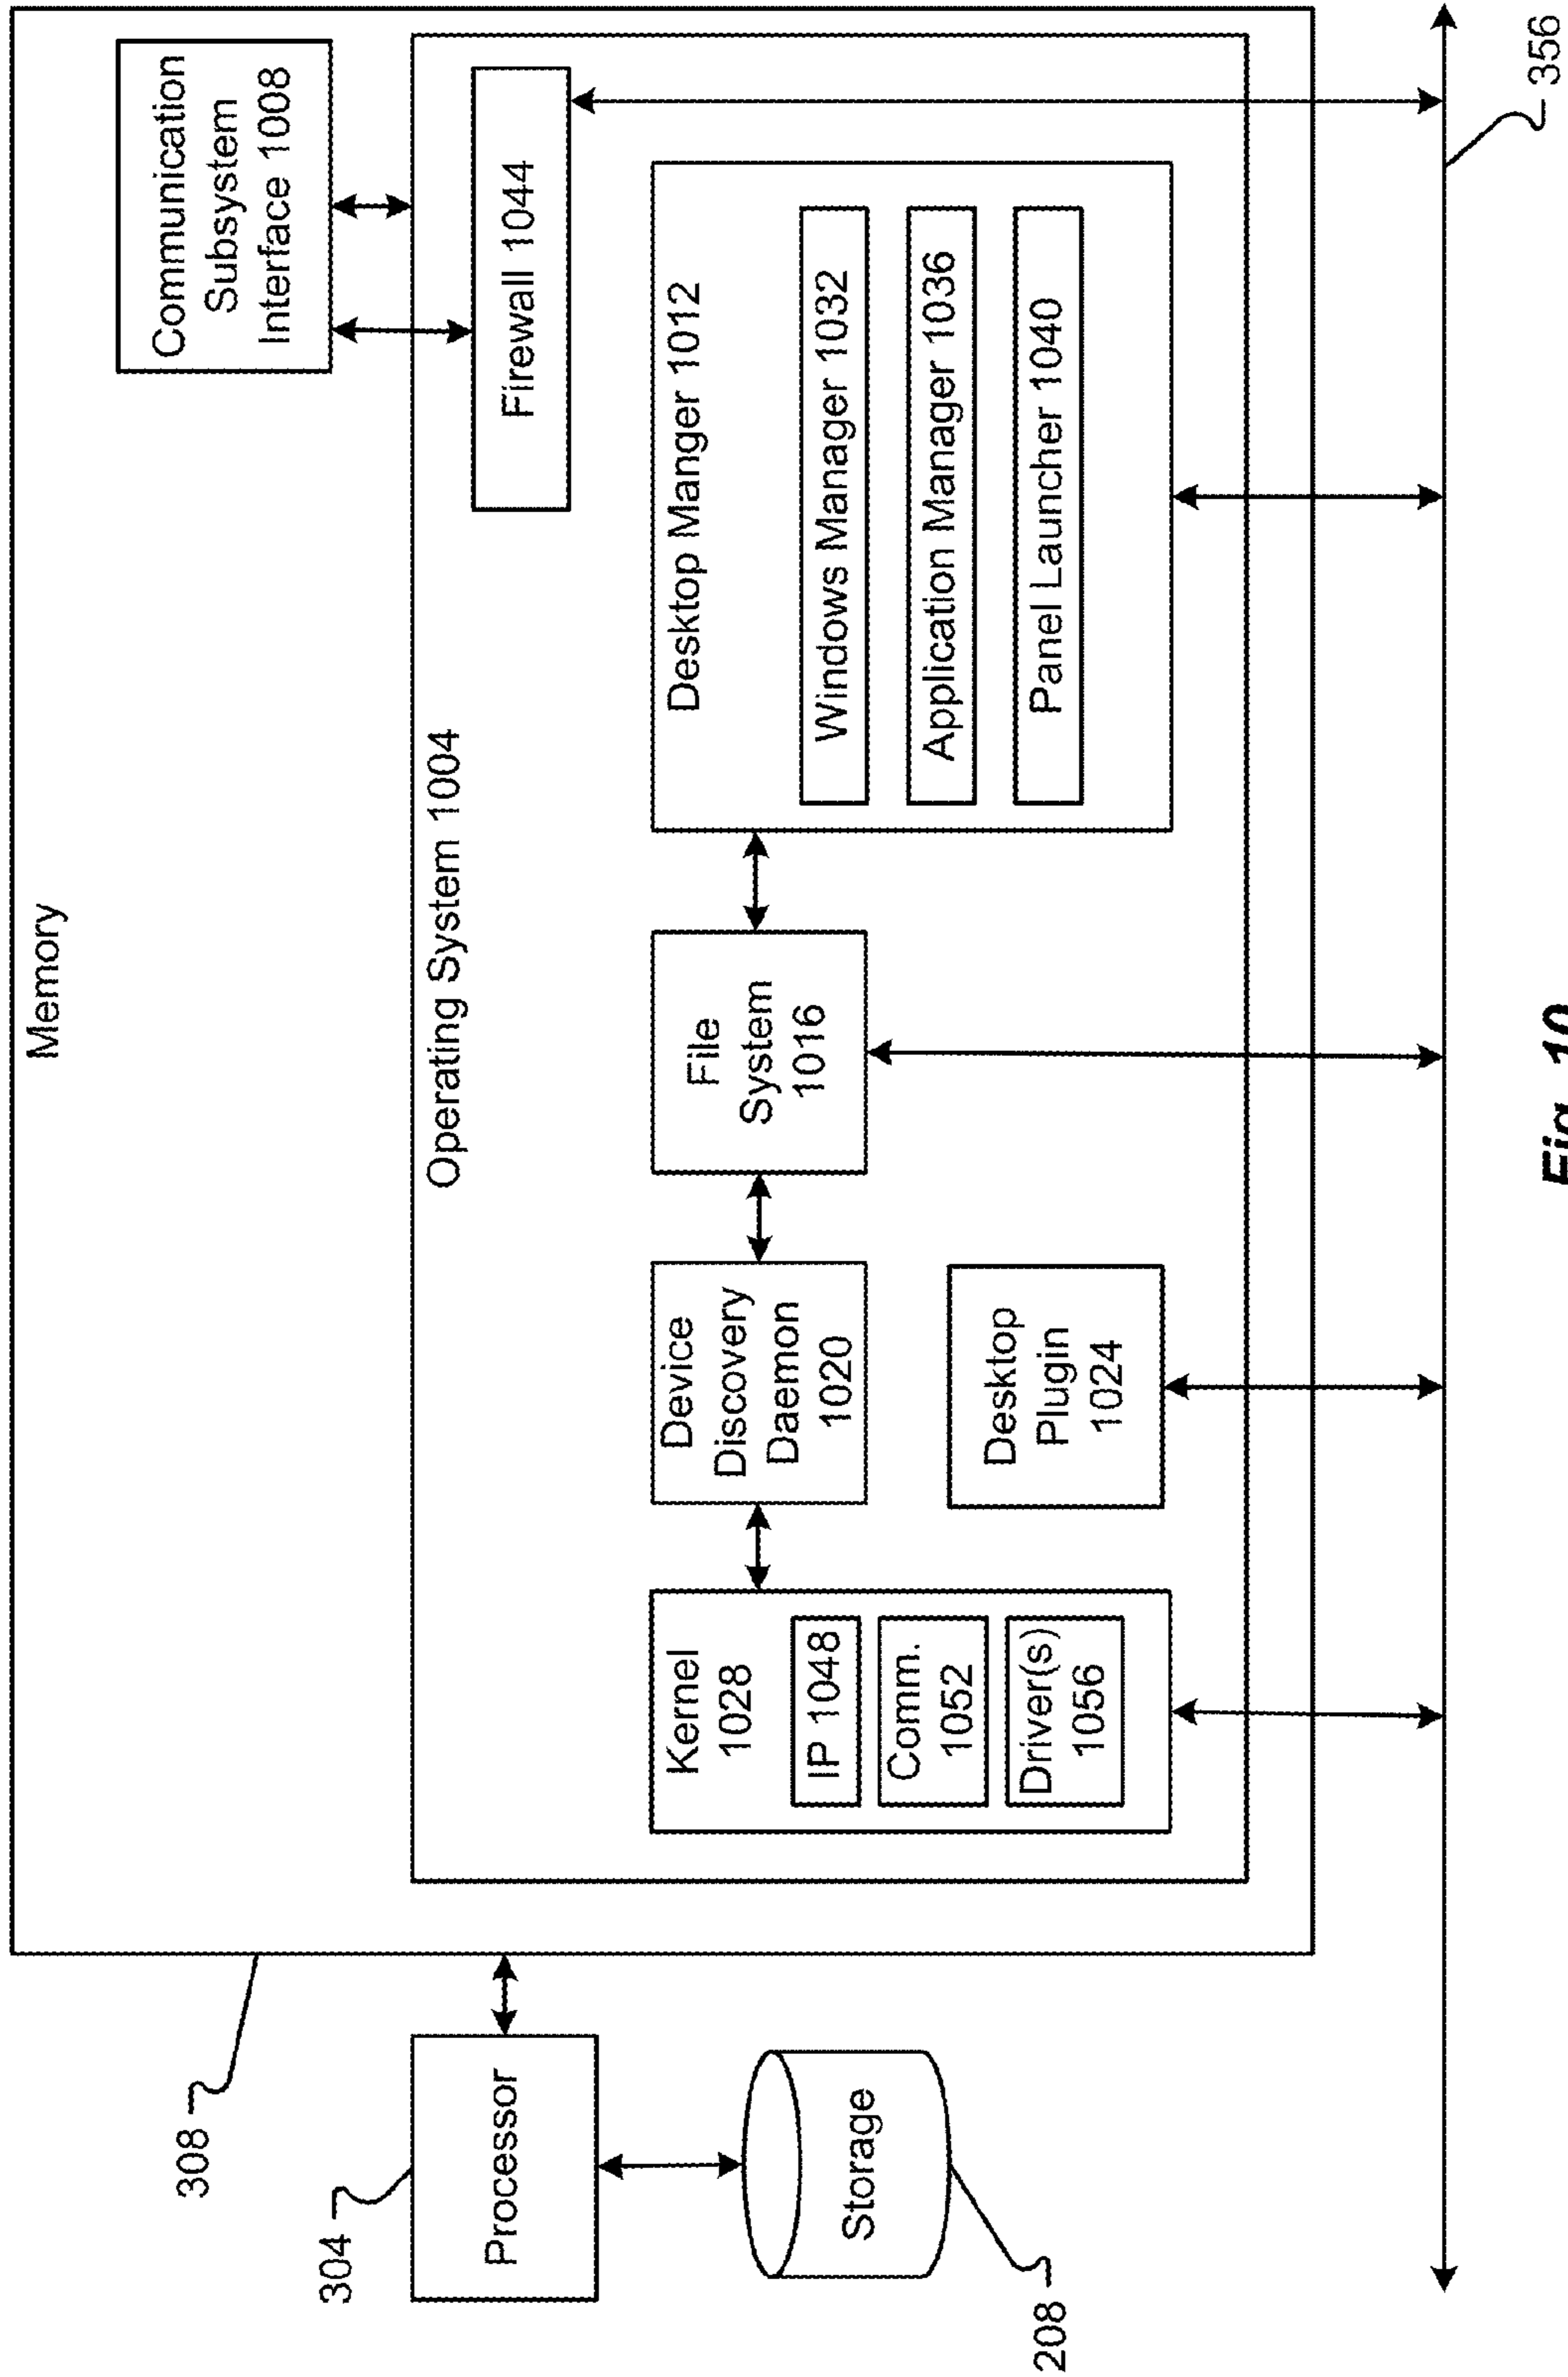 Memory
308
Communication
Subsystem
Interface 1008
304
Processor
Operating System 1004
Firewall 1044
Kernel
1028
IP 1048
Comm.
1052
Driver(s)
1056
Device
Discovery
Daemon
1020
File
System
1016
Desktop Manger 1012
Windows Manager 1032
Application Manager 1036
Panel Launcher 1040
Desktop
Plugin
1024
Storage
208
356
Fig. 10